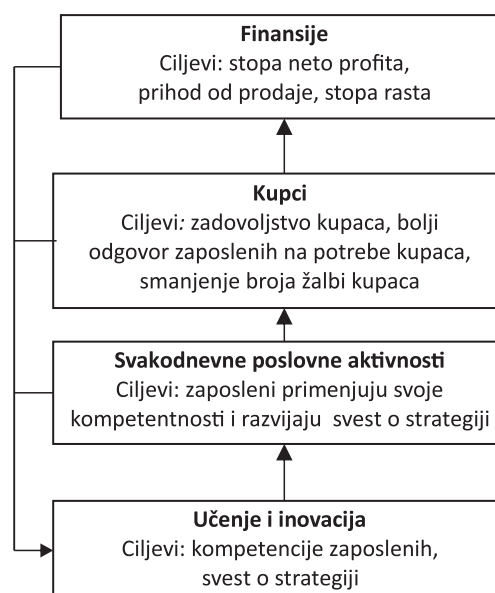 Finansije
Ciljevi: stopa neto profita,
prihod od prodaje, stopa rasta
Kupci
Ciljevi: zadovoljstvo kupaca, bolji
odgovor zaposlenih na potrebe kupaca,
smanjenje broja žalbi kupaca
Svakodnevne poslovne aktivnosti
Ciljevi: zaposleni primenjuju svoje
kompetentnosti i razvijaju svest o strategiji
Učenje i inovacija
Ciljevi: kompetencije zaposlenih,
svest o strategiji